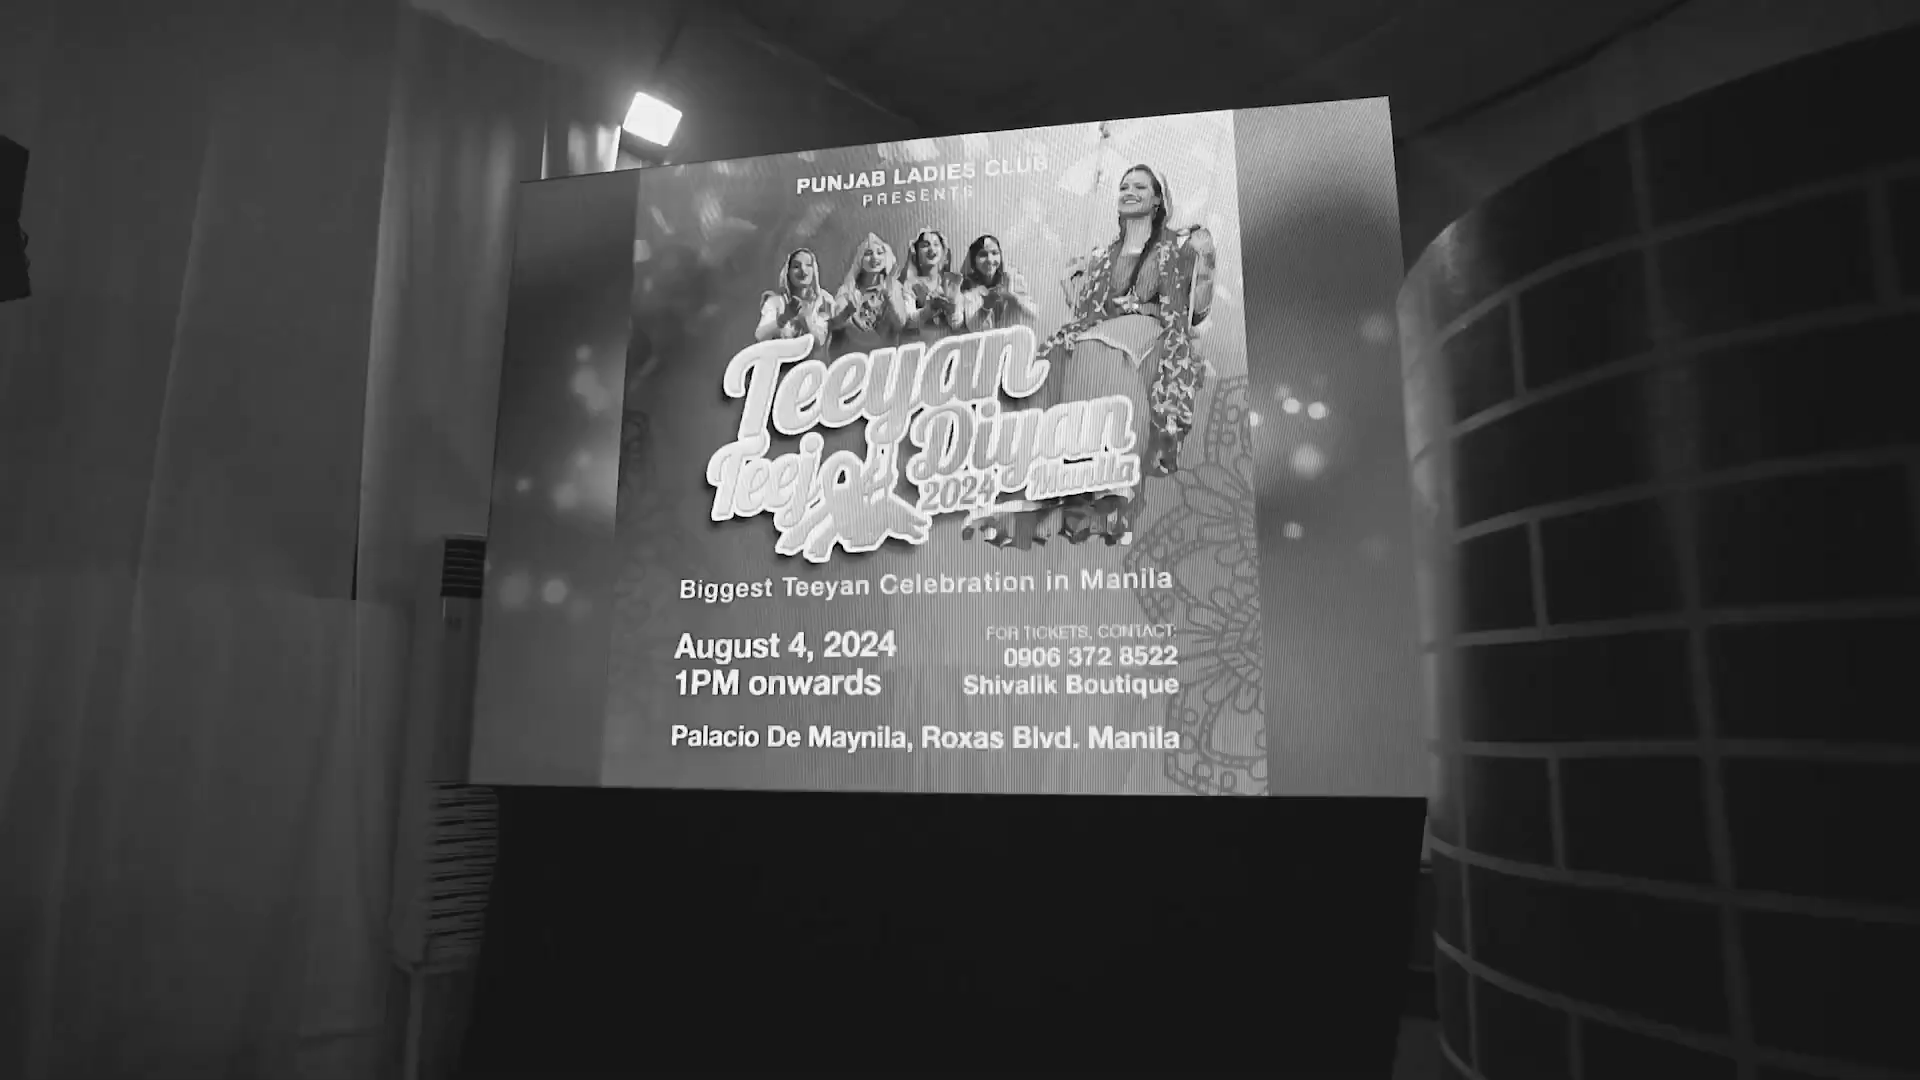 PUNJAB LADIES CLUB
PRESENTS
Teeyan
Teej Diyan
2024 Manila
Biggest Teeyan Celebration in Manila
August 4, 2024
1PM onwards
FOR TICKETS, CONTACT:
0906 372 8522
Shivalik Boutique
Palacio De Maynila, Roxas Blvd. Manila